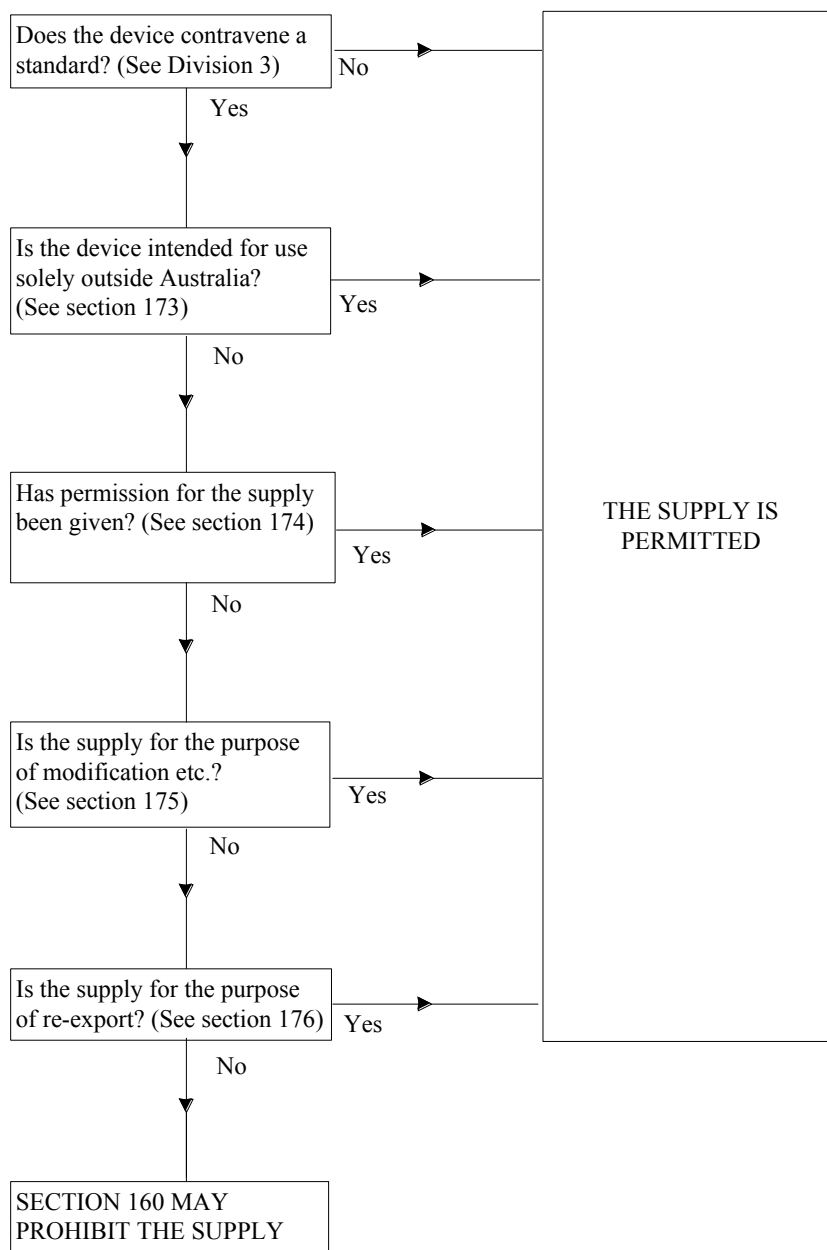 Does the device contravene a
standard? (See Division 3)
No
Yes
Is the device intended for use
solely outside Australia?
(See section 173)
Yes
No
Has permission for the supply
been given? (See section 174)
Yes
No
THE SUPPLY IS
PERMITTED
Is the supply for the purpose
of modification etc.?
(See section 175)
Yes
No
Is the supply for the purpose
of re-export? (See section 176)
Yes
No
SECTION 160 MAY
PROHIBIT THE SUPPLY